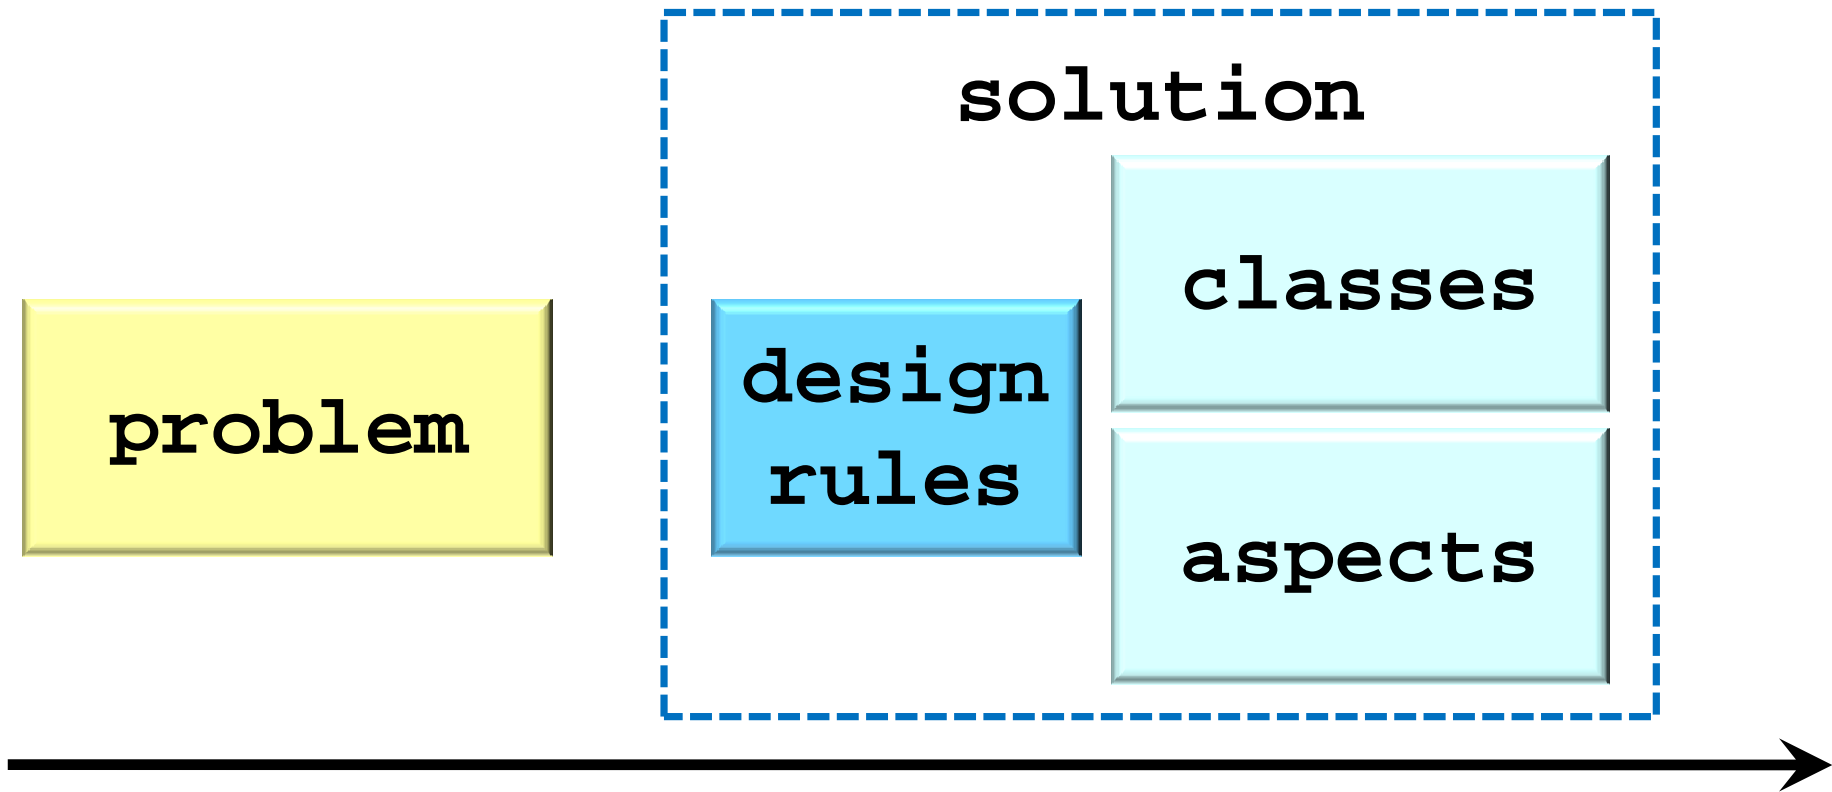 solution
problem
design
rules
classes
aspects